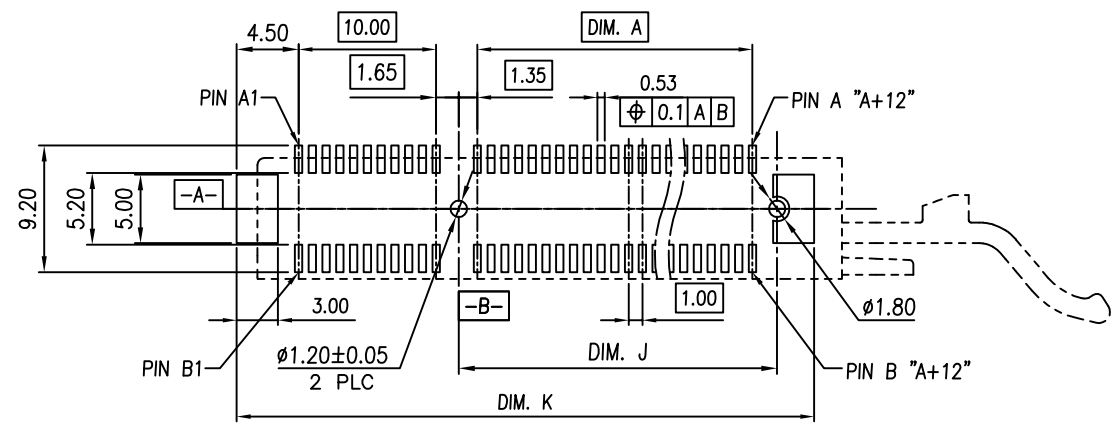 4.50
10.00
DIM. A
1.65
1.35
0.53
PIN A1
⌖ 0.1 A B
PIN A "A+12"
9.20
5.20
5.00
-A-
3.00
-B-
1.00
ø1.80
PIN B1
ø1.20±0.05
2 PLC
DIM. J
PIN B "A+12"
DIM. K